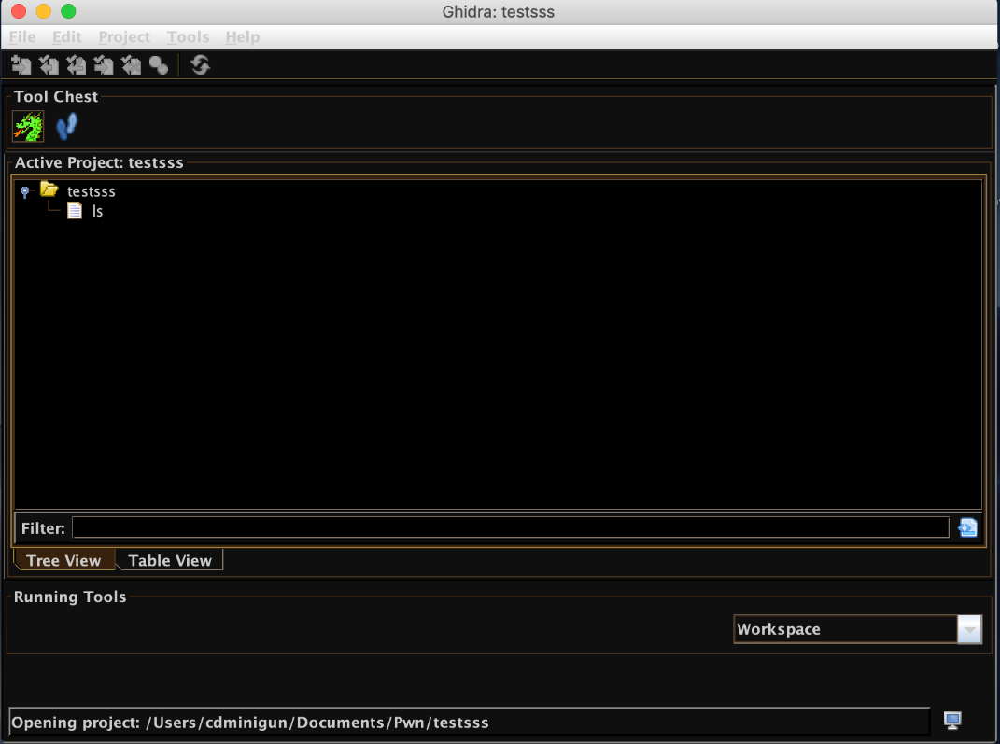 Ghidra: testsss
File Edit Project Tools Help
Tool Chest
Active Project: testsss
testsss
ls
Filter:
Tree View Table View
Running Tools
Workspace
Opening project: /Users/cdminigun/Documents/Pwn/testsss